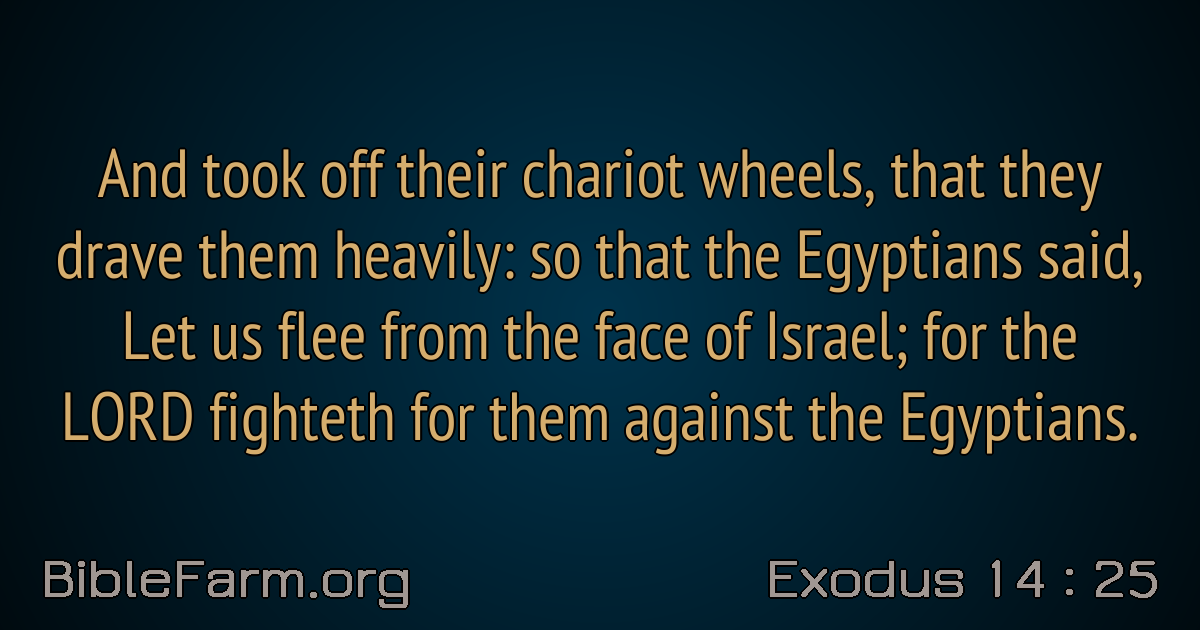 And took off their chariot wheels, that they
drave them heavily: so that the Egyptians said,
Let us flee from the face of Israel; for the
LORD fighteth for them against the Egyptians.
BibleFarm.org
Exodus 14 : 25